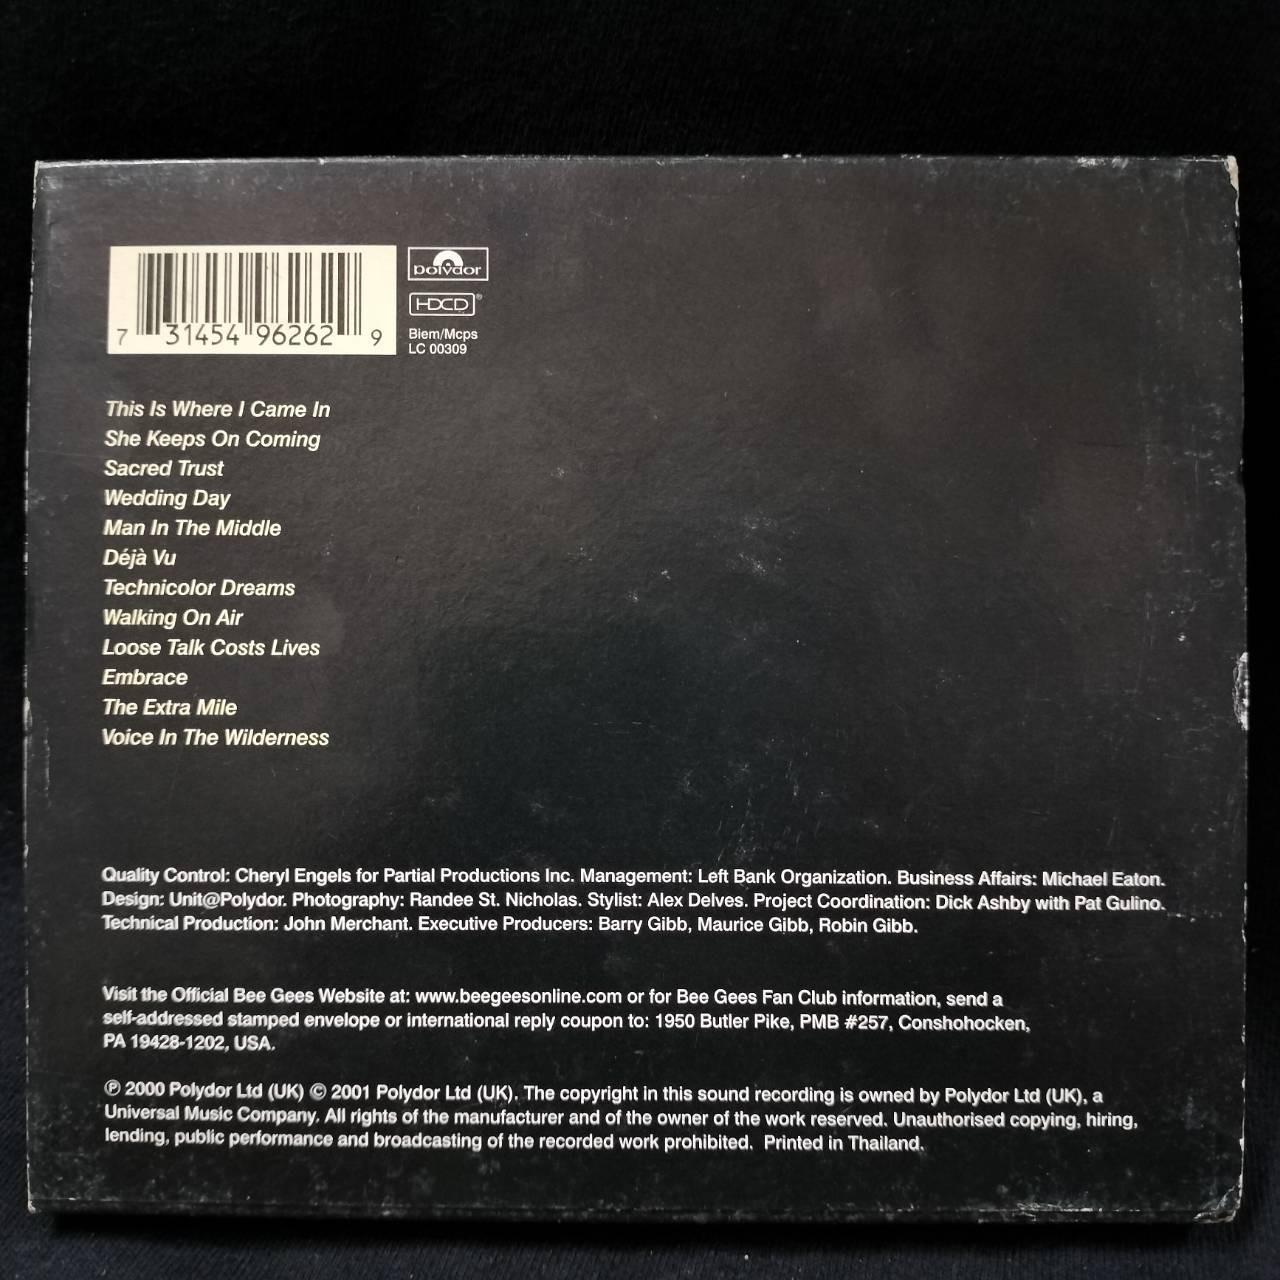 7 31454 96262 9
polydor
HDCD®
Biem/Mcps
LC 00309
This Is Where I Came In
She Keeps On Coming
Sacred Trust
Wedding Day
Man In The Middle
Déjà Vu
Technicolor Dreams
Walking On Air
Loose Talk Costs Lives
Embrace
The Extra Mile
Voice In The Wilderness
Quality Control: Cheryl Engels for Partial Productions Inc. Management: Left Bank Organization. Business Affairs: Michael Eaton.
Design: Unit@Polydor. Photography: Randee St. Nicholas. Stylist: Alex Delves. Project Coordination: Dick Ashby with Pat Gulino.
Technical Production: John Merchant. Executive Producers: Barry Gibb, Maurice Gibb, Robin Gibb.
Visit the Official Bee Gees Website at: www.beegeesonline.com or for Bee Gees Fan Club information, send a
self-addressed stamped envelope or international reply coupon to: 1950 Butler Pike, PMB #257, Conshohocken,
PA 19428-1202, USA.
℗ 2000 Polydor Ltd (UK) © 2001 Polydor Ltd (UK). The copyright in this sound recording is owned by Polydor Ltd (UK), a
Universal Music Company. All rights of the manufacturer and of the owner of the work reserved. Unauthorised copying, hiring,
lending, public performance and broadcasting of the recorded work prohibited. Printed in Thailand.